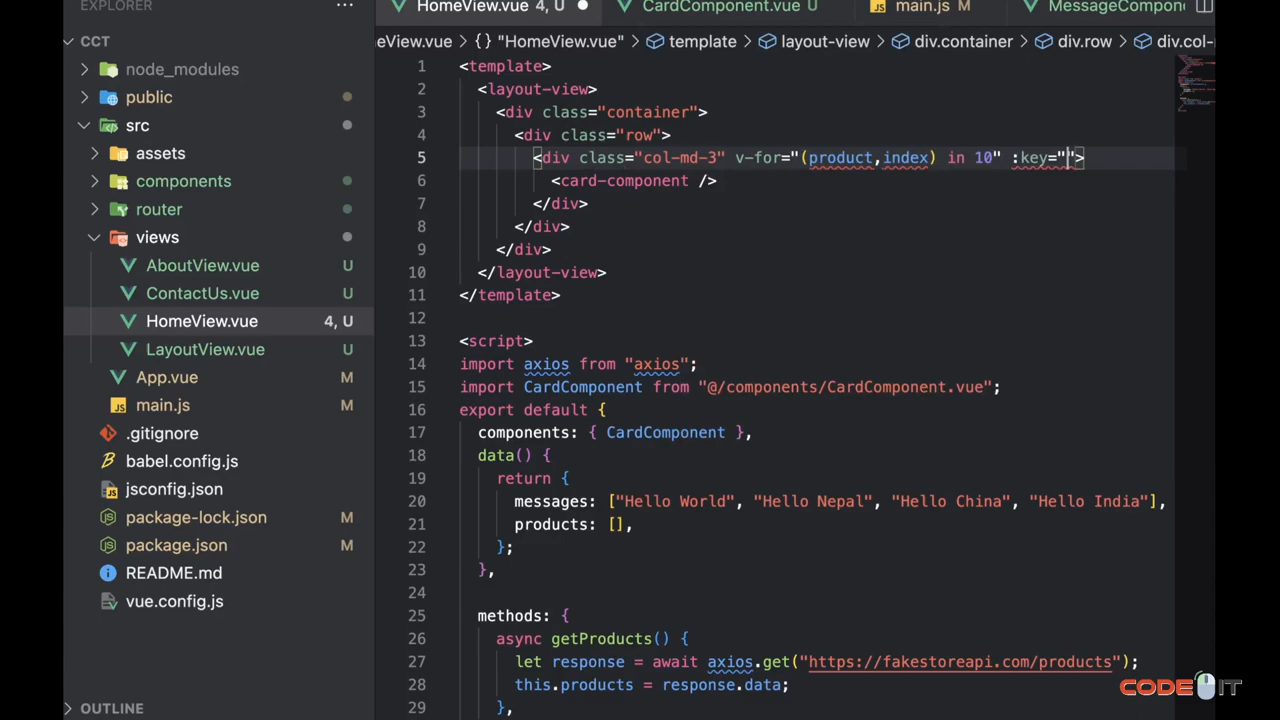 EXPLORER ...
HomeView.vue 4, U
CardComponent.vue U
JS main.js M
MessageCompon
CCT
eView.vue > {} "HomeView.vue" > template > layout-view > div.container > div.row > div.col-
node_modules
public
src
assets
components
router
views
AboutView.vue U
ContactUs.vue U
HomeView.vue 4, U
LayoutView.vue U
App.vue M
JS main.js M
.gitignore
babel.config.js
jsconfig.json
package-lock.json M
package.json M
README.md
vue.config.js
OUTLINE
1 <template>
2 <layout-view>
3 <div class="container">
4 <div class="row">
5 <div class="col-md-3" v-for="(product,index) in 10" :key="">
6 <card-component />
7 </div>
8 </div>
9 </div>
10 </layout-view>
11 </template>
12
13 <script>
14 import axios from "axios";
15 import CardComponent from "@/components/CardComponent.vue";
16 export default {
17 components: { CardComponent },
18 data() {
19 return {
20 messages: ["Hello World", "Hello Nepal", "Hello China", "Hello India"],
21 products: [],
22 };
23 },
24
25 methods: {
26 async getProducts() {
27 let response = await axios.get("https://fakestoreapi.com/products");
28 this.products = response.data;
29 },
CODE IT